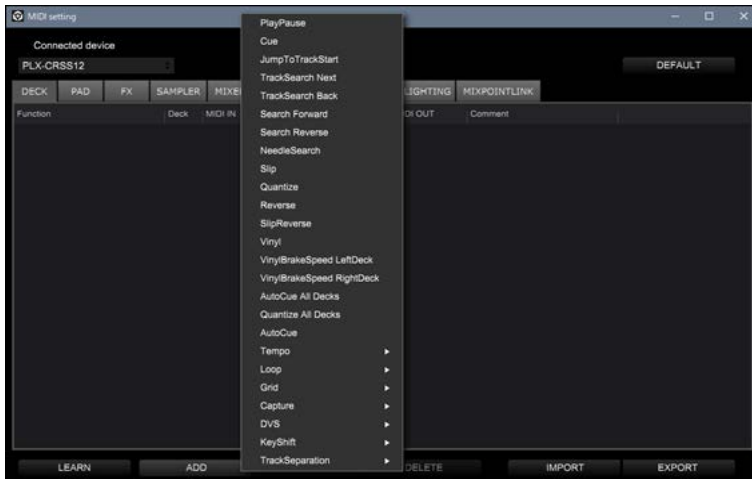 MIDI setting
Connected device
PLX-CRSS12
DEFAULT
DECK PAD FX SAMPLER LIGHTING MIXPOINTLINK
Function Deck MIDI IN OUT Comment
PlayPause
Cue
JumpToTrackStart
TrackSearch Next
TrackSearch Back
Search Forward
Search Reverse
NeedleSearch
Slip
Quantize
Reverse
SlipReverse
Vinyl
VinylBrakeSpeed LeftDeck
VinylBrakeSpeed RightDeck
AutoCue All Decks
Quantize All Decks
AutoCue
Tempo
Loop
Grid
Capture
DVS
KeyShift
TrackSeparation
LEARN ADD DELETE IMPORT EXPORT